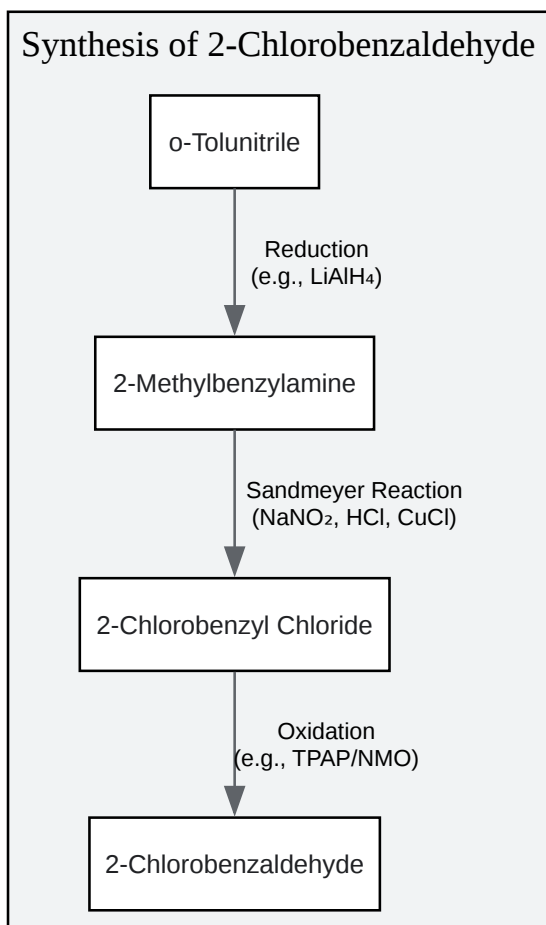 Synthesis of 2-Chlorobenzaldehyde
o-Tolunitrile
Reduction
(e.g., LiAlH₄)
2-Methylbenzylamine
Sandmeyer Reaction
(NaNO₂, HCl, CuCl)
2-Chlorobenzyl Chloride
Oxidation
(e.g., TPAP/NMO)
2-Chlorobenzaldehyde